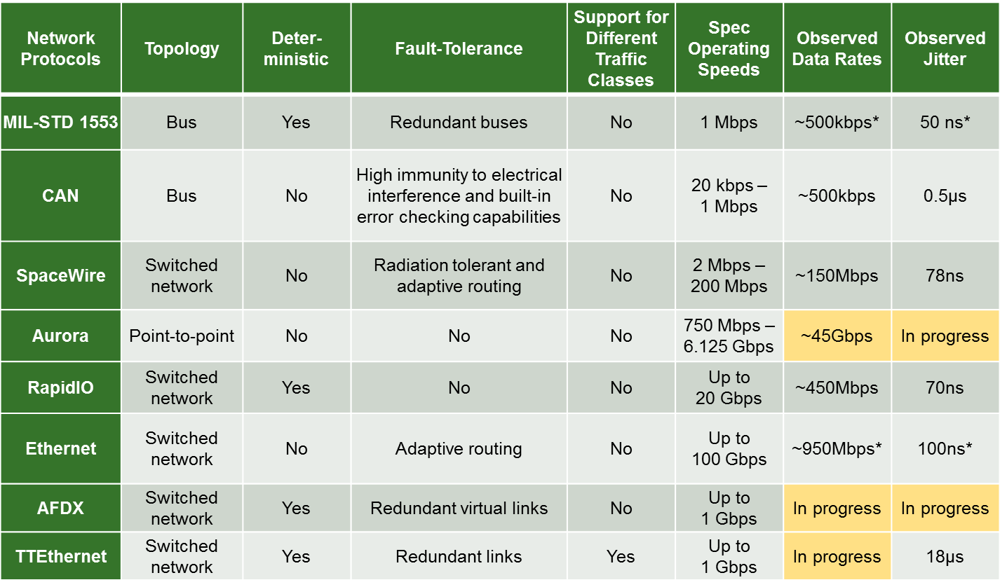 Network Protocols
Topology
Deter-
ministic
Fault-Tolerance
Support for
Different
Traffic
Classes
Spec
Operating
Speeds
Observed
Data Rates
Observed
Jitter
MIL-STD 1553
Bus
Yes
Redundant buses
No
1 Mbps
~500kbps*
50 ns*
CAN
Bus
No
High immunity to electrical
interference and built-in
error checking capabilities
No
20 kbps –
1 Mbps
~500kbps
0.5µs
SpaceWire
Switched
network
No
Radiation tolerant and
adaptive routing
No
2 Mbps –
200 Mbps
~150Mbps
78ns
Aurora
Point-to-point
No
No
No
750 Mbps –
6.125 Gbps
~45Gbps
In progress
RapidIO
Switched
network
Yes
No
No
Up to
20 Gbps
~450Mbps
70ns
Ethernet
Switched
network
No
Adaptive routing
No
Up to
100 Gbps
~950Mbps*
100ns*
AFDX
Switched
network
Yes
Redundant virtual links
No
Up to
1 Gbps
In progress
In progress
TTEthernet
Switched
network
Yes
Redundant links
Yes
Up to
1 Gbps
In progress
18µs